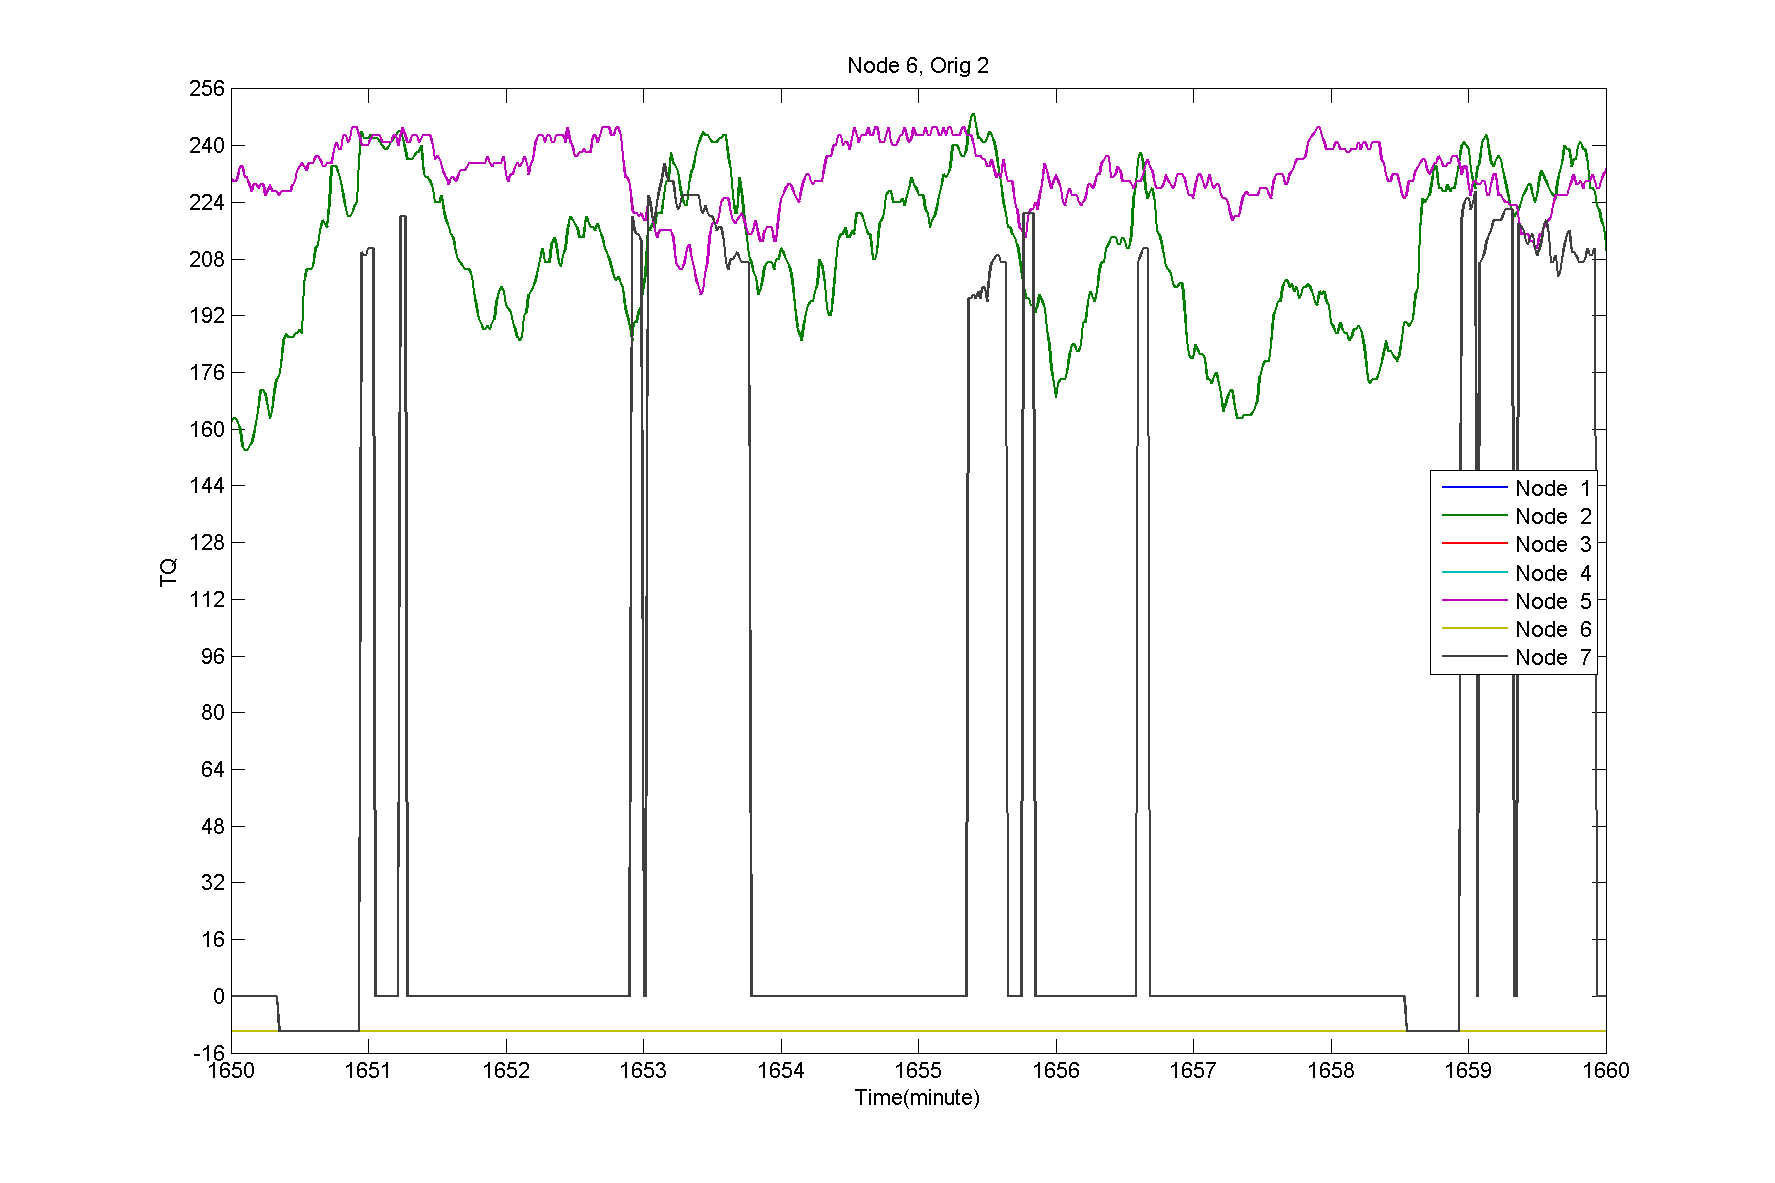 Node 6, Orig 2
256
240
224
208
192
176
160
144
128
112
96
80
64
48
32
16
0
-16
TQ
Node 1
Node 2
Node 3
Node 4
Node 5
Node 6
Node 7
1650 1651 1652 1653 1654 1655 1656 1657 1658 1659 1660
Time(minute)